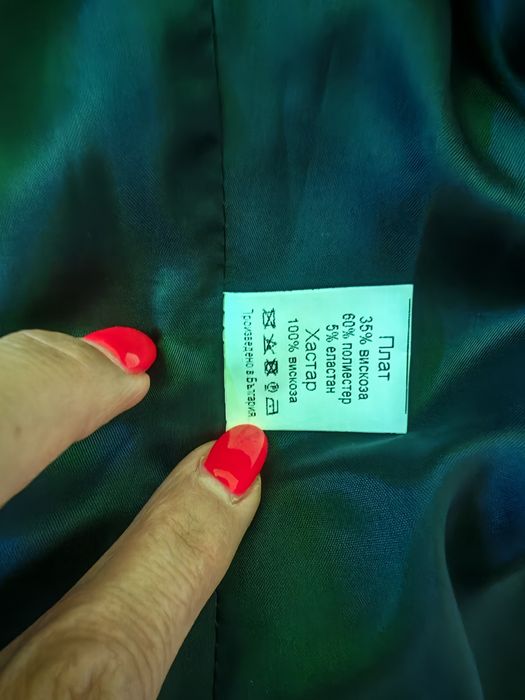 Плат
35% вискоза
60% полиестер
5% еластан
Хастар
100% вискоза
Произведено в България